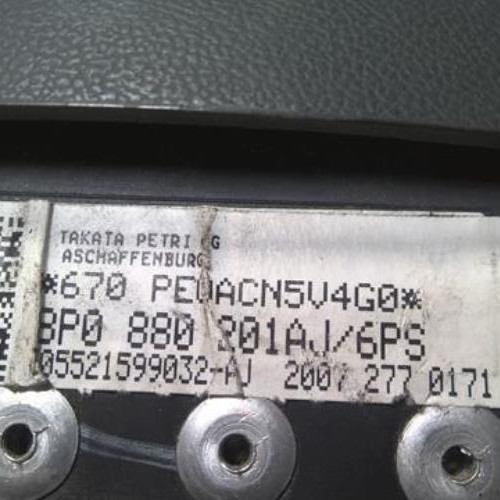 TAKATA PETRI G
ASCHAFFENBURG
*670 PEUACN5V4G0*
8P0 880 201AJ/6PS
05521599032-AJ 2007 277 0171